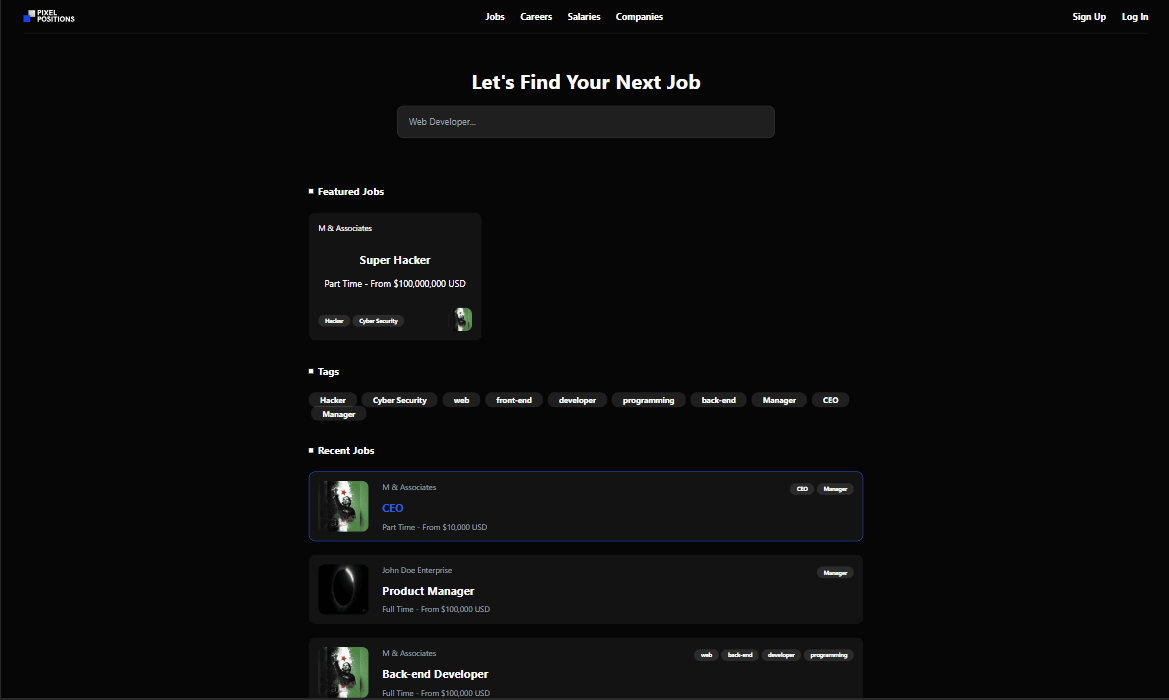 PIXEL
POSITIONS
Jobs Careers Salaries Companies
Sign Up Log In
Let's Find Your Next Job
Web Developer...
Featured Jobs
M & Associates
Super Hacker
Part Time - From $100,000,000 USD
Hacker Cyber Security
Tags
Hacker Cyber Security web front-end developer programming back-end Manager CEO
Manager
Recent Jobs
M & Associates
CEO Manager
CEO
Part Time - From $10,000 USD
John Doe Enterprise
Manager
Product Manager
Full Time - From $100,000 USD
M & Associates
web back-end developer programming
Back-end Developer
Full Time - From $100,000 USD